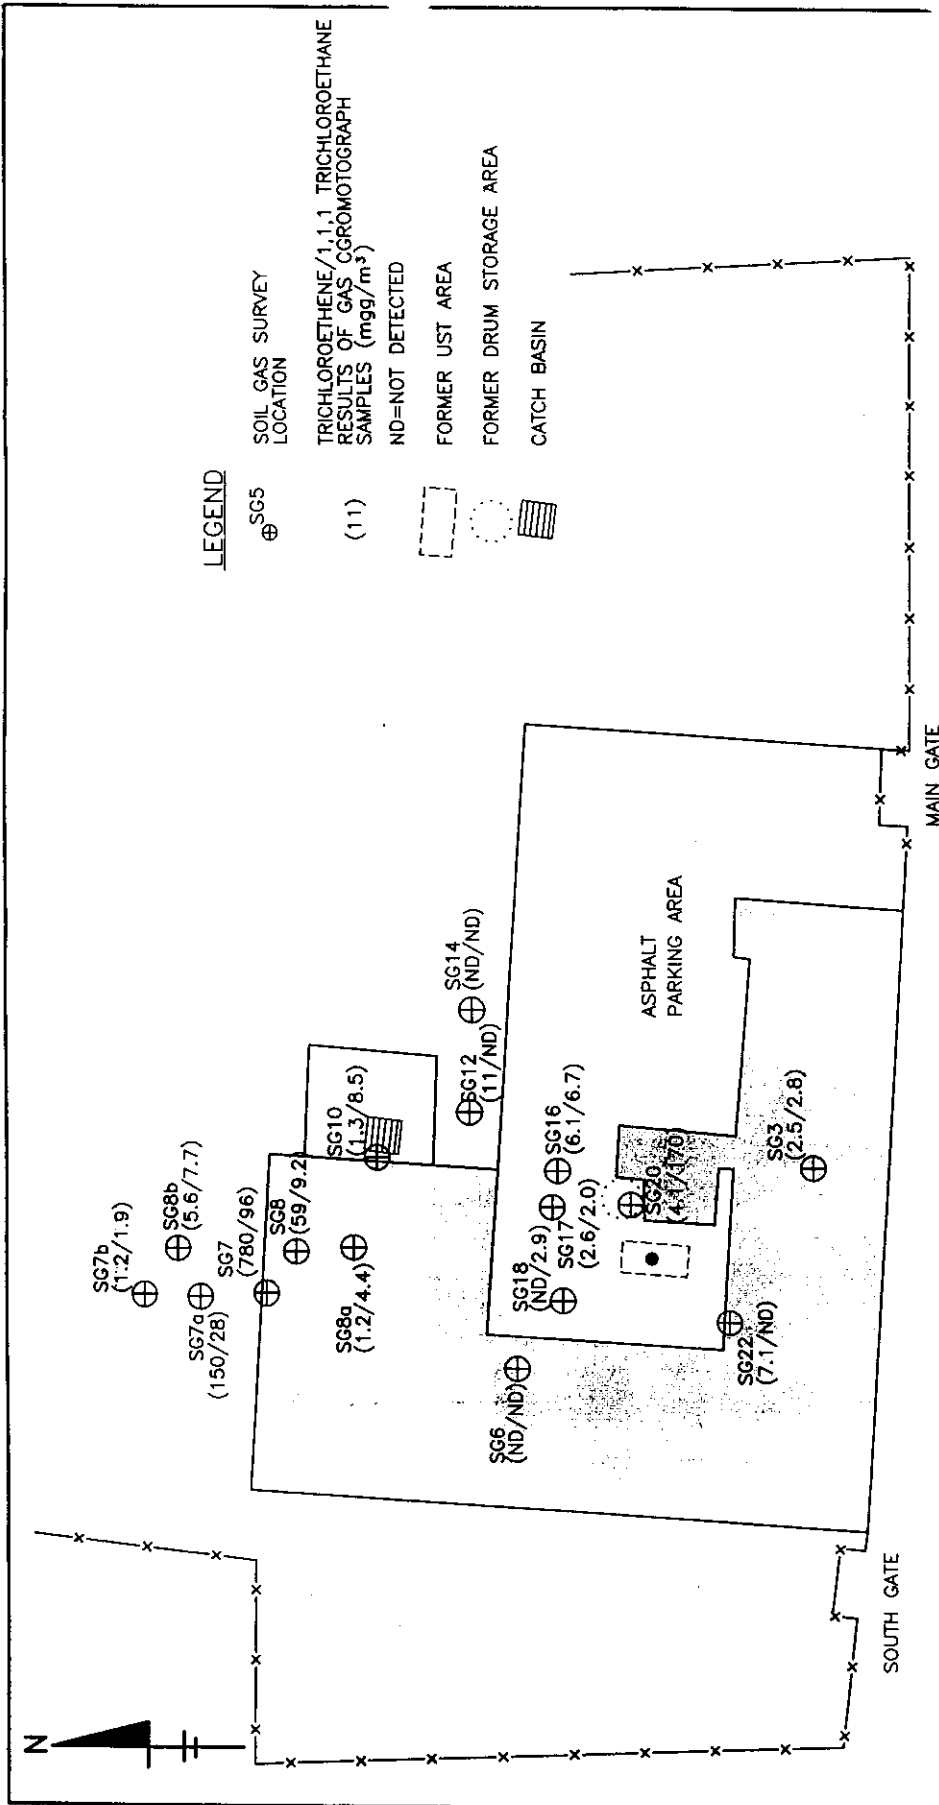 N
LEGEND
SG5
SOIL GAS SURVEY
LOCATION
(11)
TRICHLOROETHENE/1,1,1 TRICHLOROETHANE
RESULTS OF GAS CGROMOTOGRAPH
SAMPLES (mgg/m³)
ND=NOT DETECTED
FORMER UST AREA
FORMER DRUM STORAGE AREA
CATCH BASIN
SG7b
(1.2/1.9)
SG8b
(5.6/7.7)
SG7a
(150/28)
SG7
(780/96)
SG8
(59/9.2)
SG8a
(1.2/4.4)
SG10
(1.3/8.5)
SG12
(11/ND)
SG14
(ND/ND)
SG6
(ND/ND)
SG18
(ND/2.9)
SG17
(2.6/2.0)
SG16
(6.1/6.7)
SG20
(4.1/170)
SG22
(7.1/ND)
SG3
(2.5/2.8)
ASPHALT
PARKING AREA
SOUTH GATE
MAIN GATE